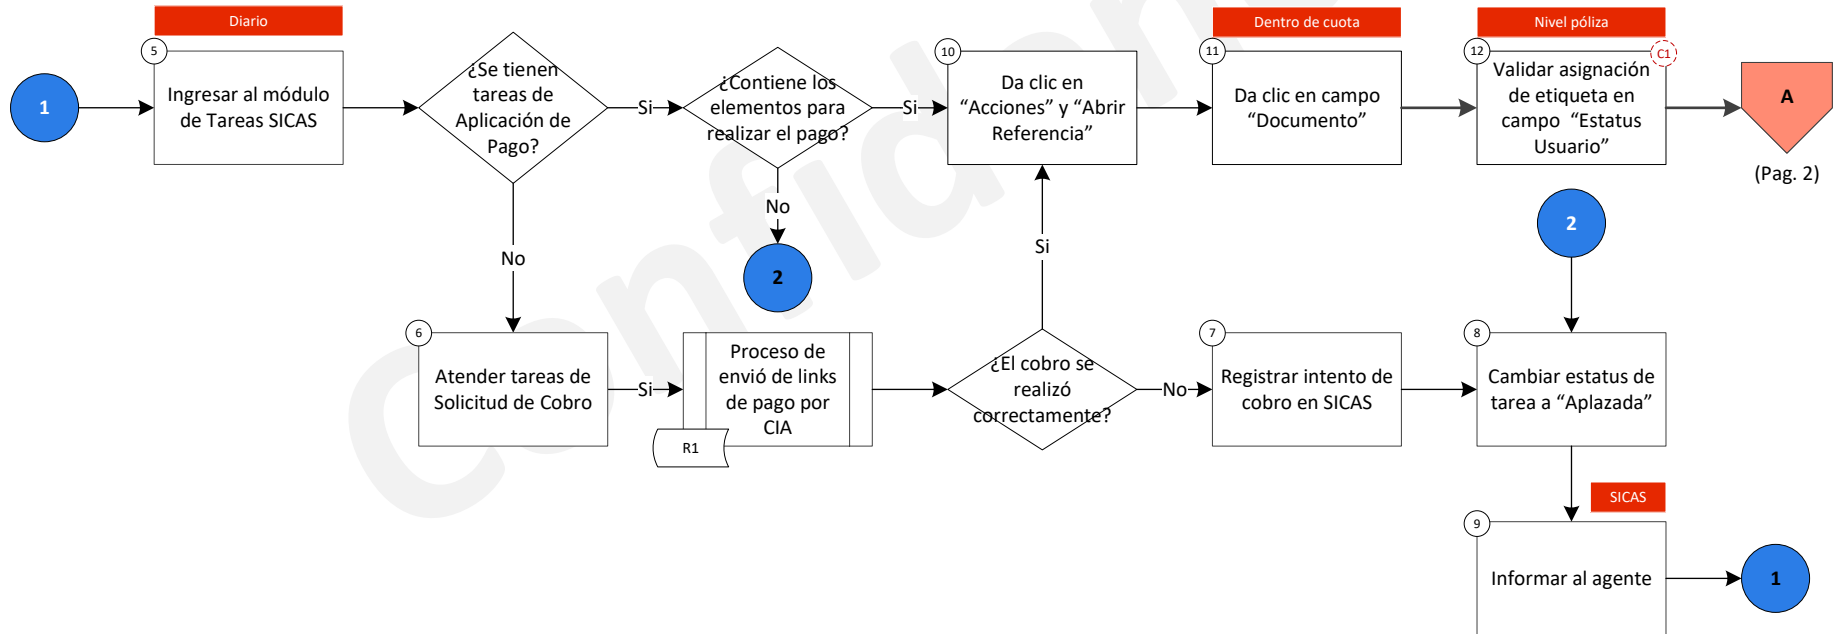 Diario
Dentro de cuota
Nivel póliza
5
10
11
12
C1
1
Ingresar al módulo
de Tareas SICAS
¿Se tienen
tareas de
Aplicación de
Pago?
Si
¿Contiene los
elementos para
realizar el pago?
Si
Da clic en
“Acciones” y “Abrir
Referencia”
Da clic en campo
“Documento”
Validar asignación
de etiqueta en
campo “Estatus
Usuario”
A
(Pag. 2)
No
2
2
No
Si
6
7
8
Atender tareas de
Solicitud de Cobro
Si
Proceso de
envió de links
de pago por
CIA
R1
¿El cobro se
realizó
correctamente?
No
Registrar intento de
cobro en SICAS
Cambiar estatus de
tarea a “Aplazada”
SICAS
9
Informar al agente
1